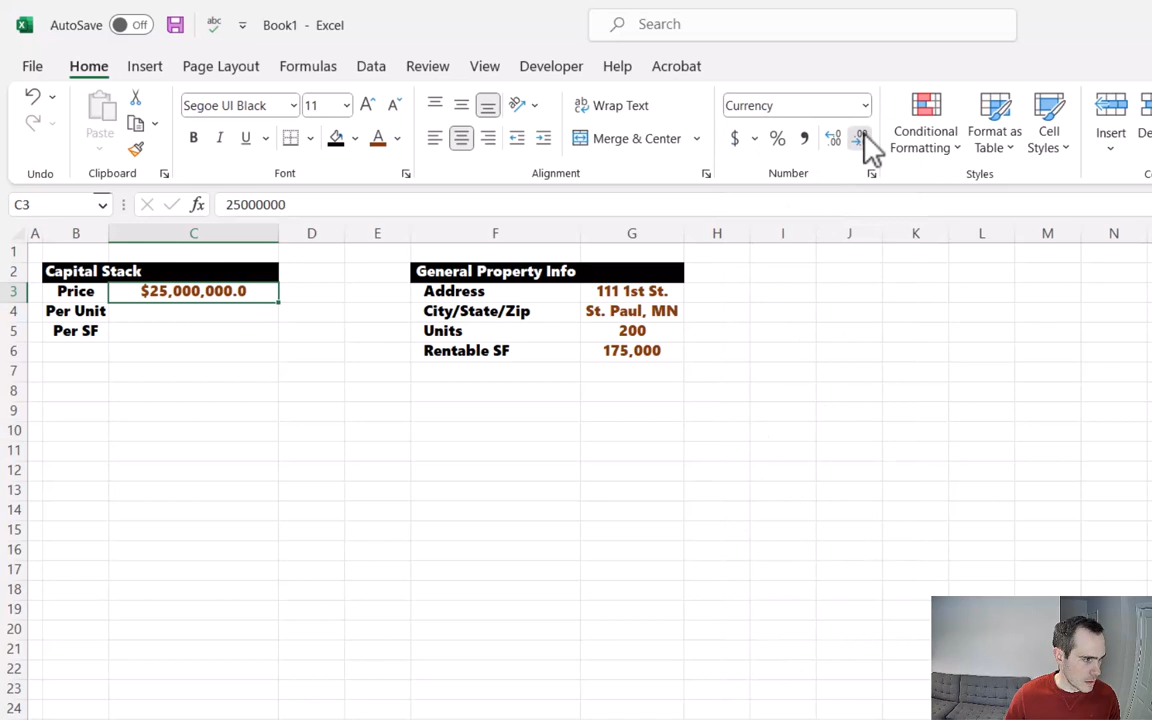 AutoSave Off abc Book1 - Excel Search
File Home Insert Page Layout Formulas Data Review View Developer Help Acrobat
Segoe UI Black 11 A A ab Wrap Text Currency
Paste B I U A Merge & Center $ % Conditional Formatting Format as Table Cell Styles Insert
Undo Clipboard Font Alignment Number Styles
C3 fx 25000000
A B C D E F G H I J K L M N
1
2 Capital Stack General Property Info
3 Price $25,000,000.0 Address 111 1st St.
4 Per Unit City/State/Zip St. Paul, MN
5 Per SF Units 200
6 Rentable SF 175,000
7
8
9
10
11
12
13
14
15
16
17
18
19
20
21
22
23
24